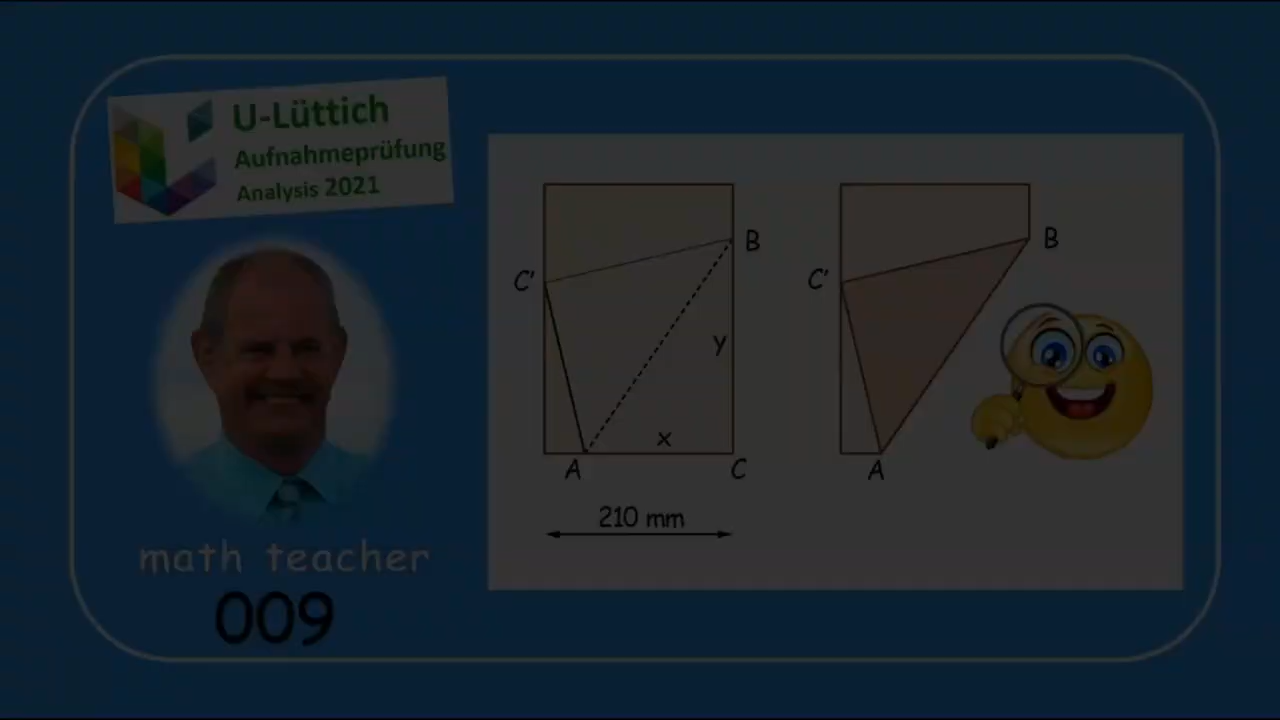 U-Lüttich
Aufnahmeprüfung
Analysis 2021
math teacher
009
B
C'
y
x
A
C
210 mm
B
C'
A